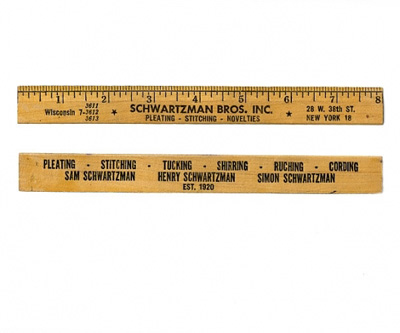 1 2 3 4 5 6 7 8
Wisconsin 7- 3611 3612 3613 ★ SCHWARTZMAN BROS. INC. ★ 28 W. 38th ST.
PLEATING - STITCHING - NOVELTIES NEW YORK 18
PLEATING - STITCHING - TUCKING - SHIRRING - RUCHING - CORDING
SAM SCHWARTZMAN HENRY SCHWARTZMAN SIMON SCHWARTZMAN
EST. 1920